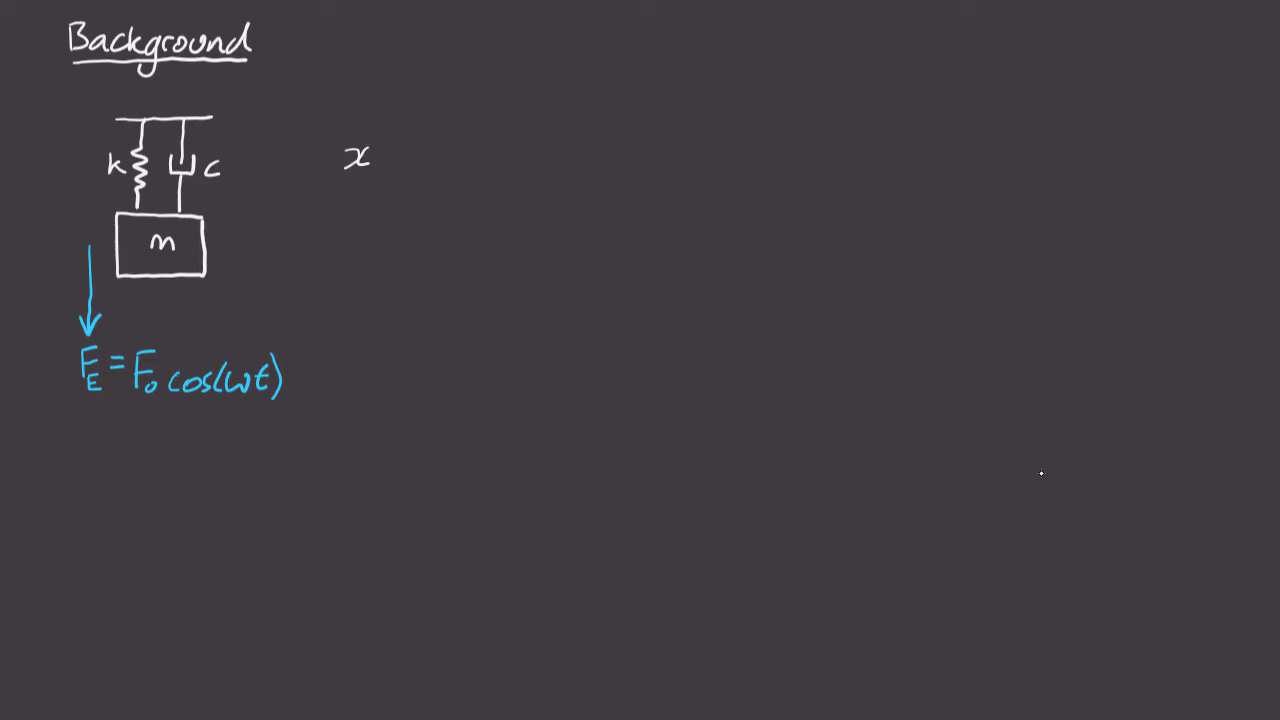 Background
k c
x
m
F_E = F_0 cos(ωt)